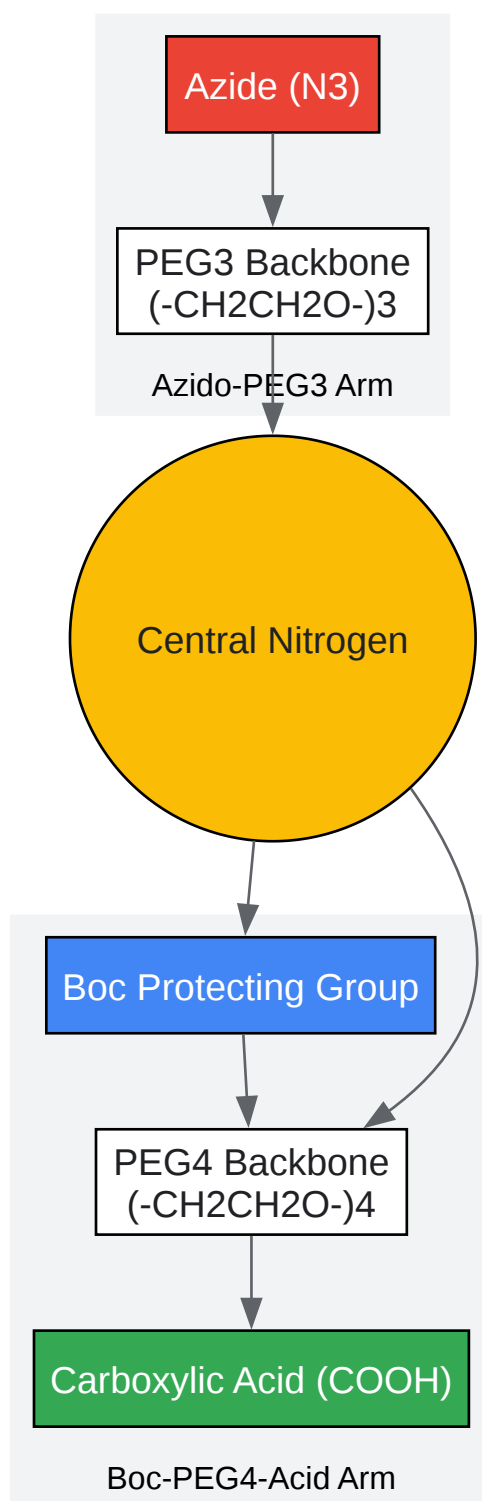 Azide (N3)
PEG3 Backbone
(-CH2CH2O-)3
Azido-PEG3 Arm
Central Nitrogen
Boc Protecting Group
PEG4 Backbone
(-CH2CH2O-)4
Carboxylic Acid (COOH)
Boc-PEG4-Acid Arm